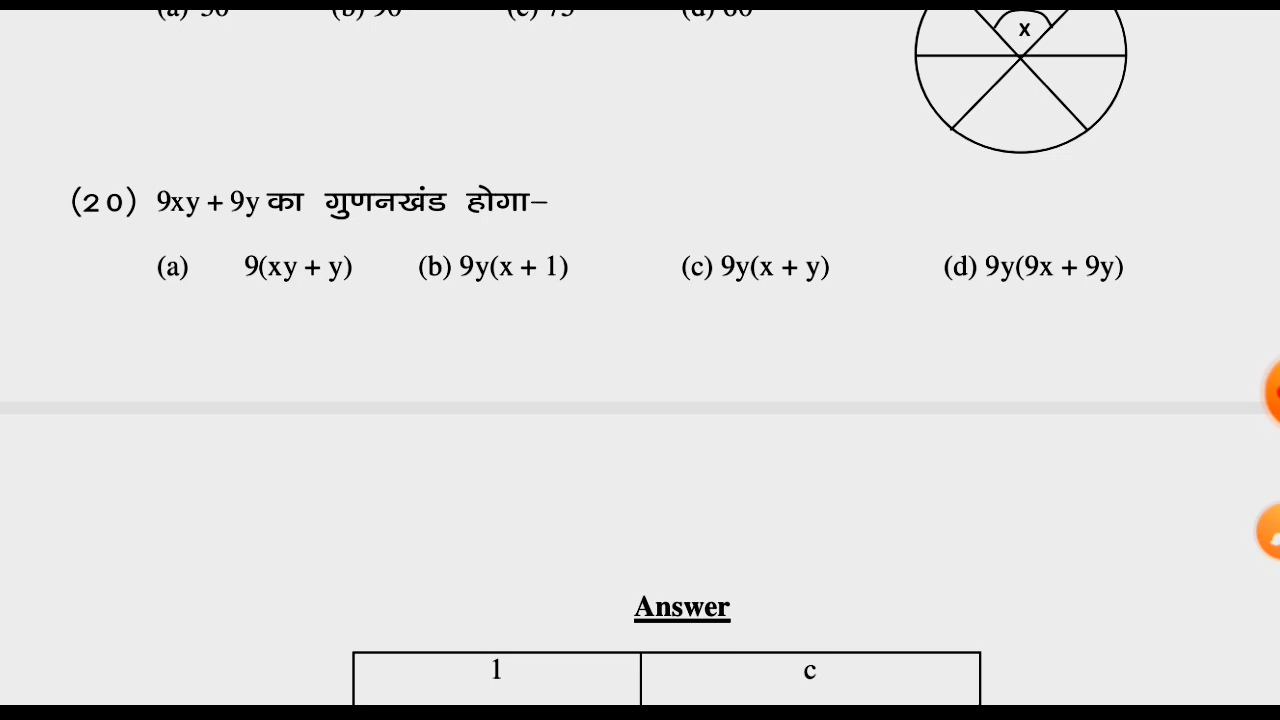 x
(20) 9xy + 9y का गुणनखंड होगा–
(a) 9(xy + y) (b) 9y(x + 1) (c) 9y(x + y) (d) 9y(9x + 9y)
Answer
1 c